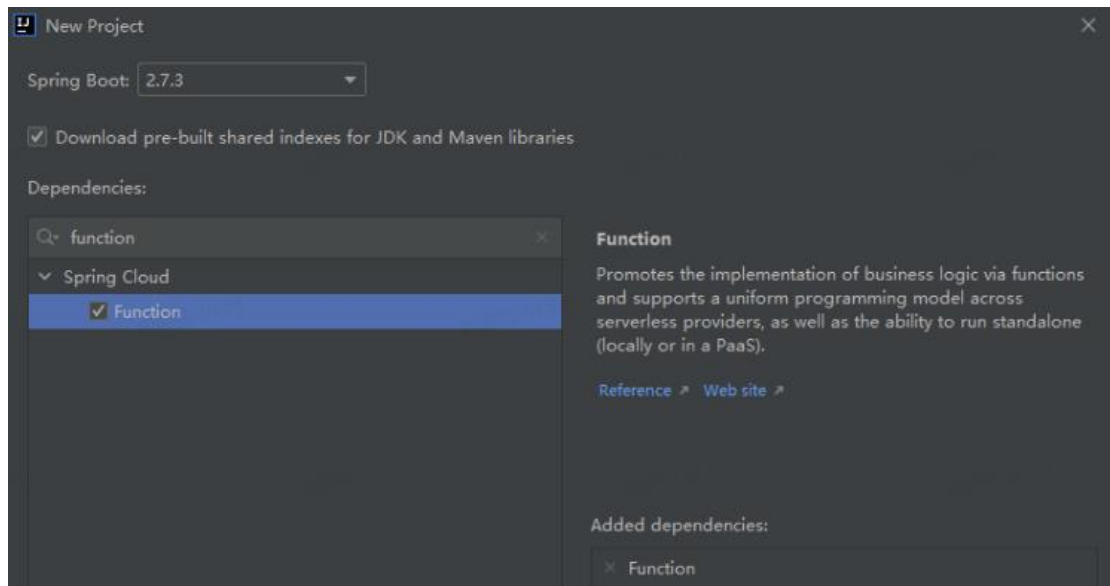 New Project
Spring Boot: 2.7.3
Download pre-built shared indexes for JDK and Maven libraries
Dependencies:
function
Spring Cloud
Function
Function
Promotes the implementation of business logic via functions
and supports a uniform programming model across
serverless providers, as well as the ability to run standalone
(locally or in a PaaS).
Reference Web site
Added dependencies:
Function